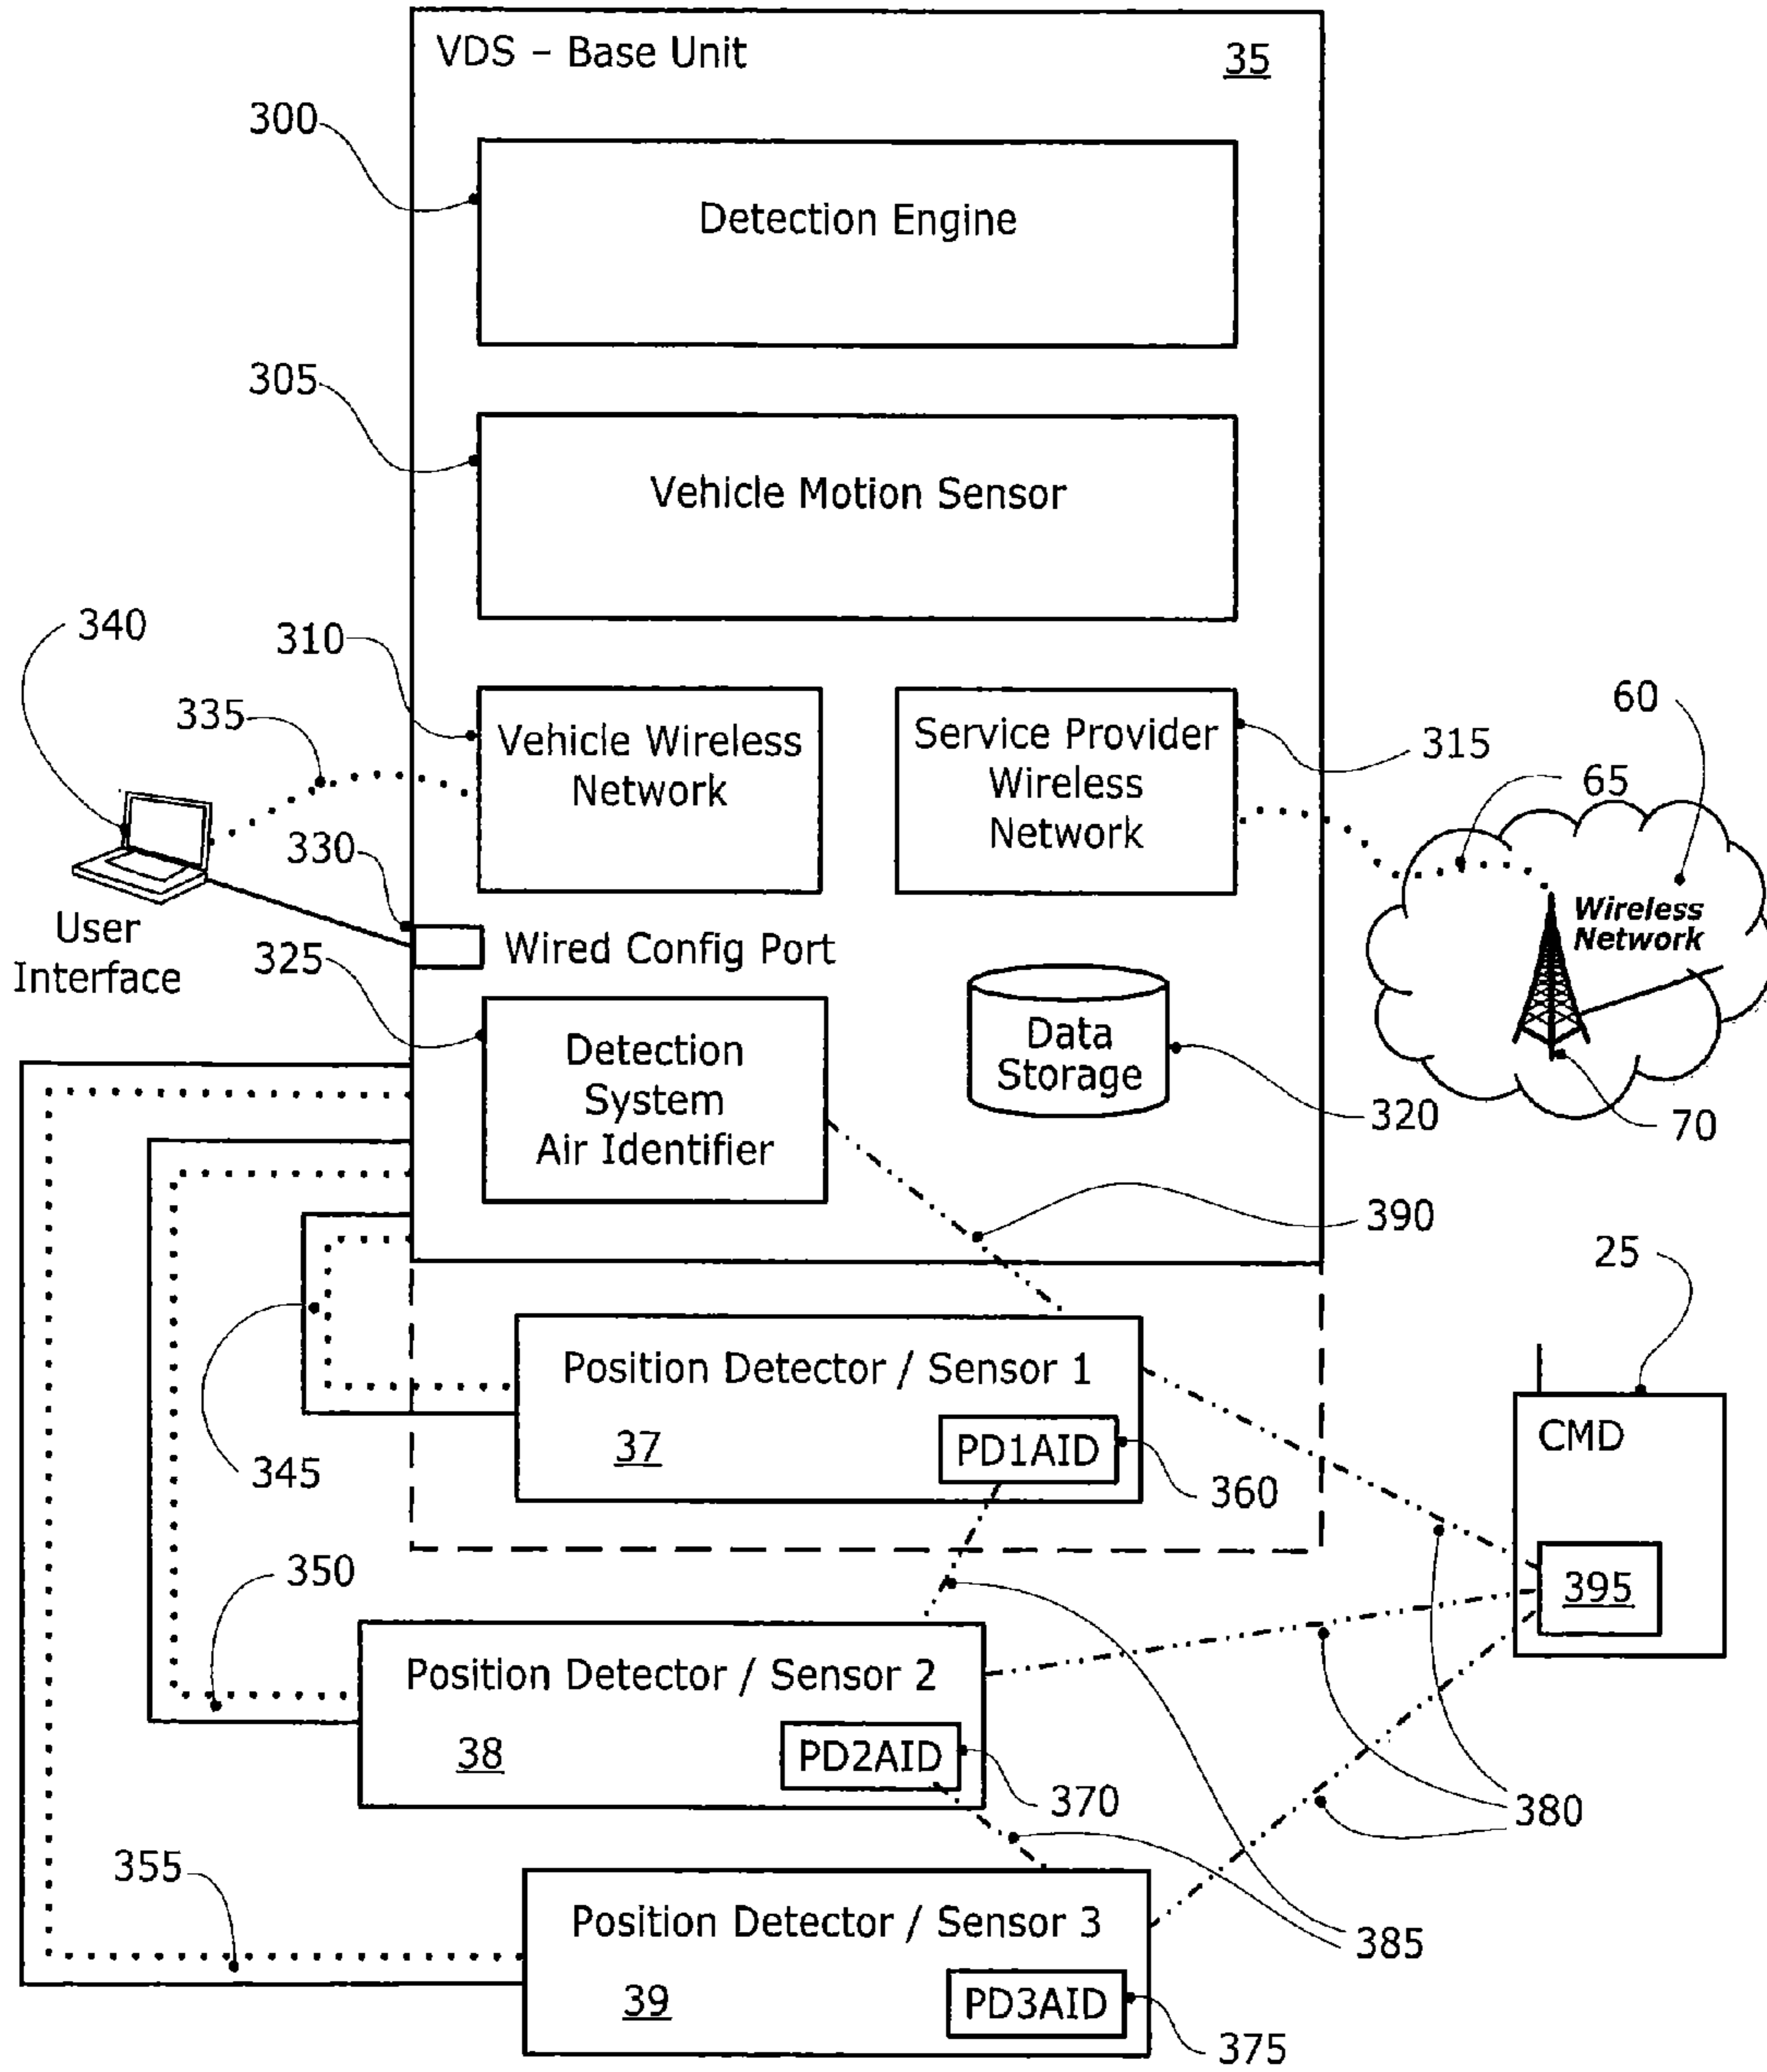 VDS – Base Unit
35
300
Detection Engine
305
Vehicle Motion Sensor
340
310
335
Vehicle Wireless
Network
Service Provider
Wireless
Network
315
60
65
330
User
Interface
Wired Config Port
Wireless
Network
325
Detection
System
Air Identifier
Data
Storage
320
70
390
25
345
Position Detector / Sensor 1
37
PD1AID
360
CMD
395
350
Position Detector / Sensor 2
38
PD2AID
370
380
355
Position Detector / Sensor 3
39
PD3AID
385
375